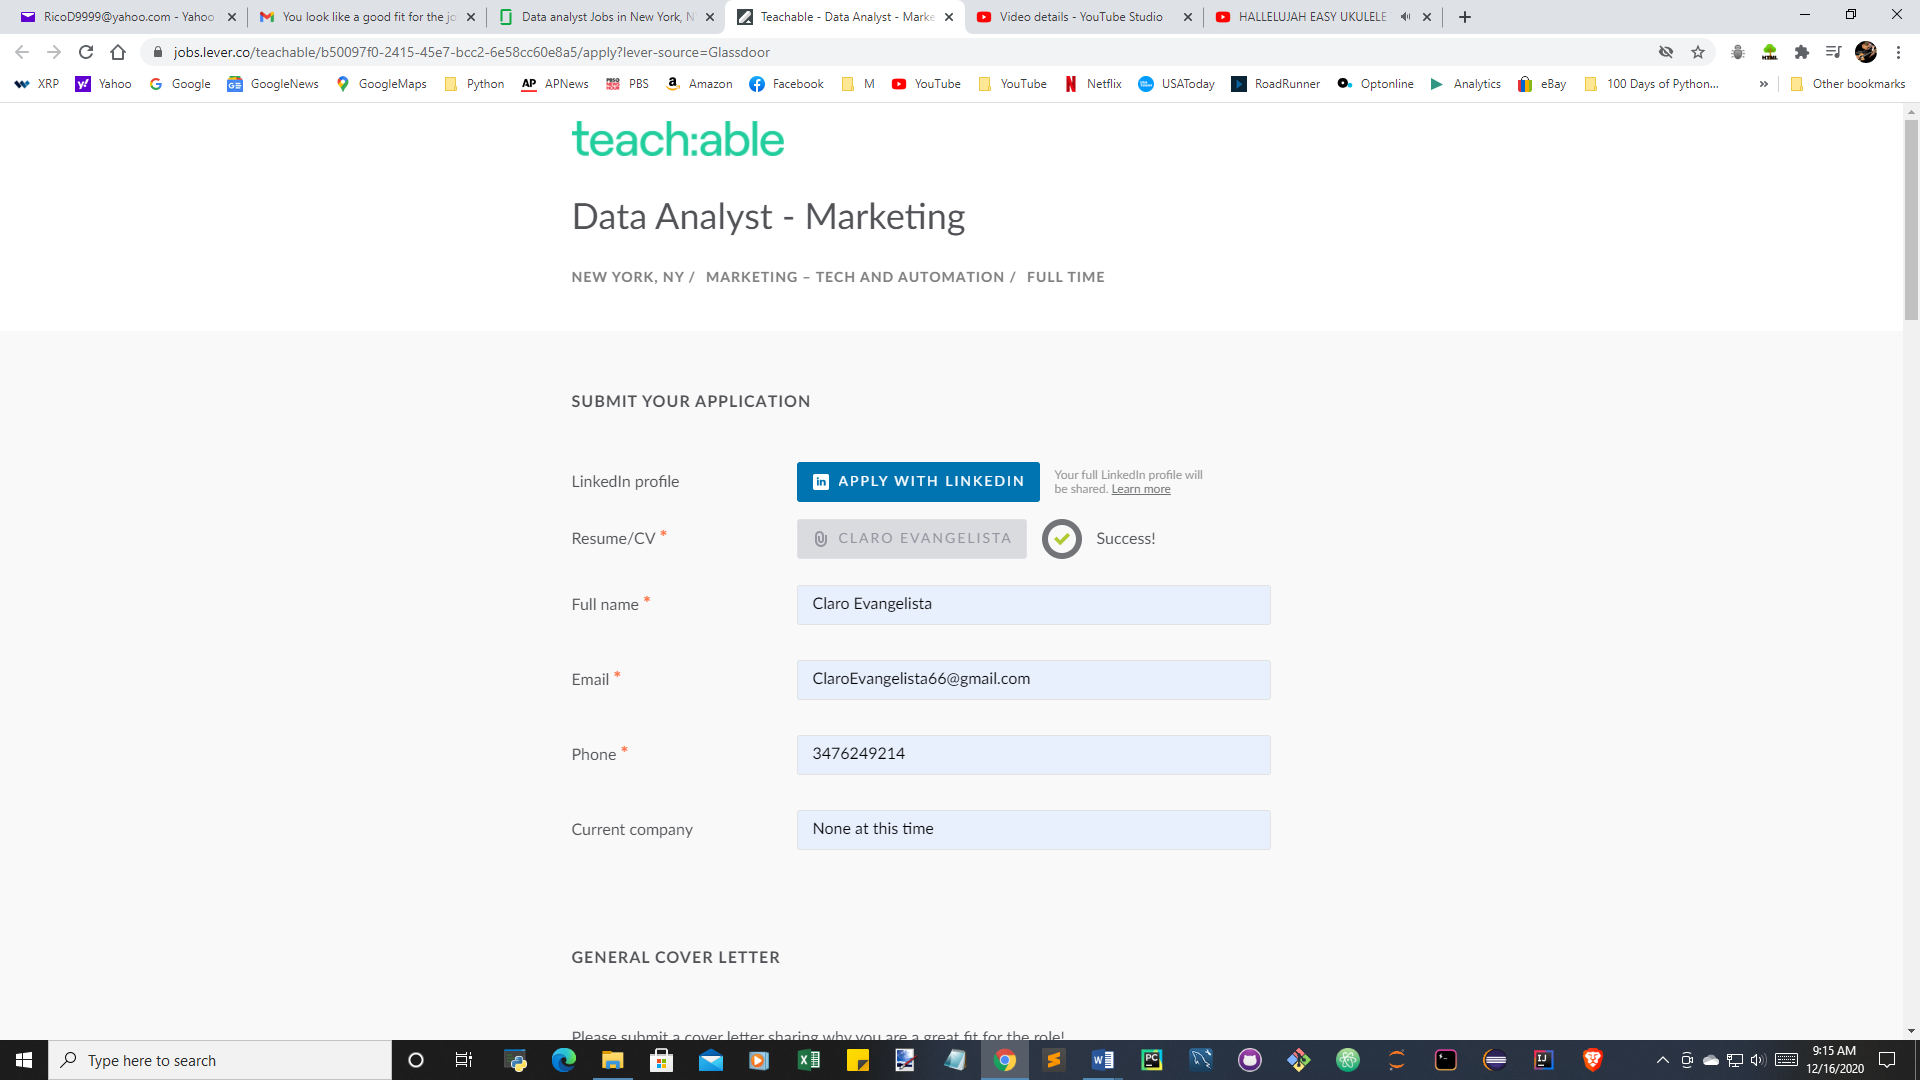 RicoD9999@yahoo.com - Yahoo
You look like a good fit for the jo
Data analyst Jobs in New York, N
Teachable - Data Analyst - Marke
Video details - YouTube Studio
HALLELUJAH EASY UKULELE
jobs.lever.co/teachable/b50097f0-2415-45e7-bcc2-6e58cc60e8a5/apply?lever-source=Glassdoor
XRP
Yahoo
Google
GoogleNews
GoogleMaps
Python
AP APNews
PBS
Amazon
Facebook
M
YouTube
YouTube
Netflix
USAToday
RoadRunner
Optonline
Analytics
eBay
100 Days of Python...
»
Other bookmarks
teach:able
Data Analyst - Marketing
NEW YORK, NY / MARKETING – TECH AND AUTOMATION / FULL TIME
SUBMIT YOUR APPLICATION
LinkedIn profile
in APPLY WITH LINKEDIN
Your full LinkedIn profile will
be shared. Learn more
Resume/CV *
CLARO EVANGELISTA
Success!
Full name *
Claro Evangelista
Email *
ClaroEvangelista66@gmail.com
Phone *
3476249214
Current company
None at this time
GENERAL COVER LETTER
Please submit a cover letter sharing why you are a great fit for the role!
Type here to search
9:15 AM
12/16/2020